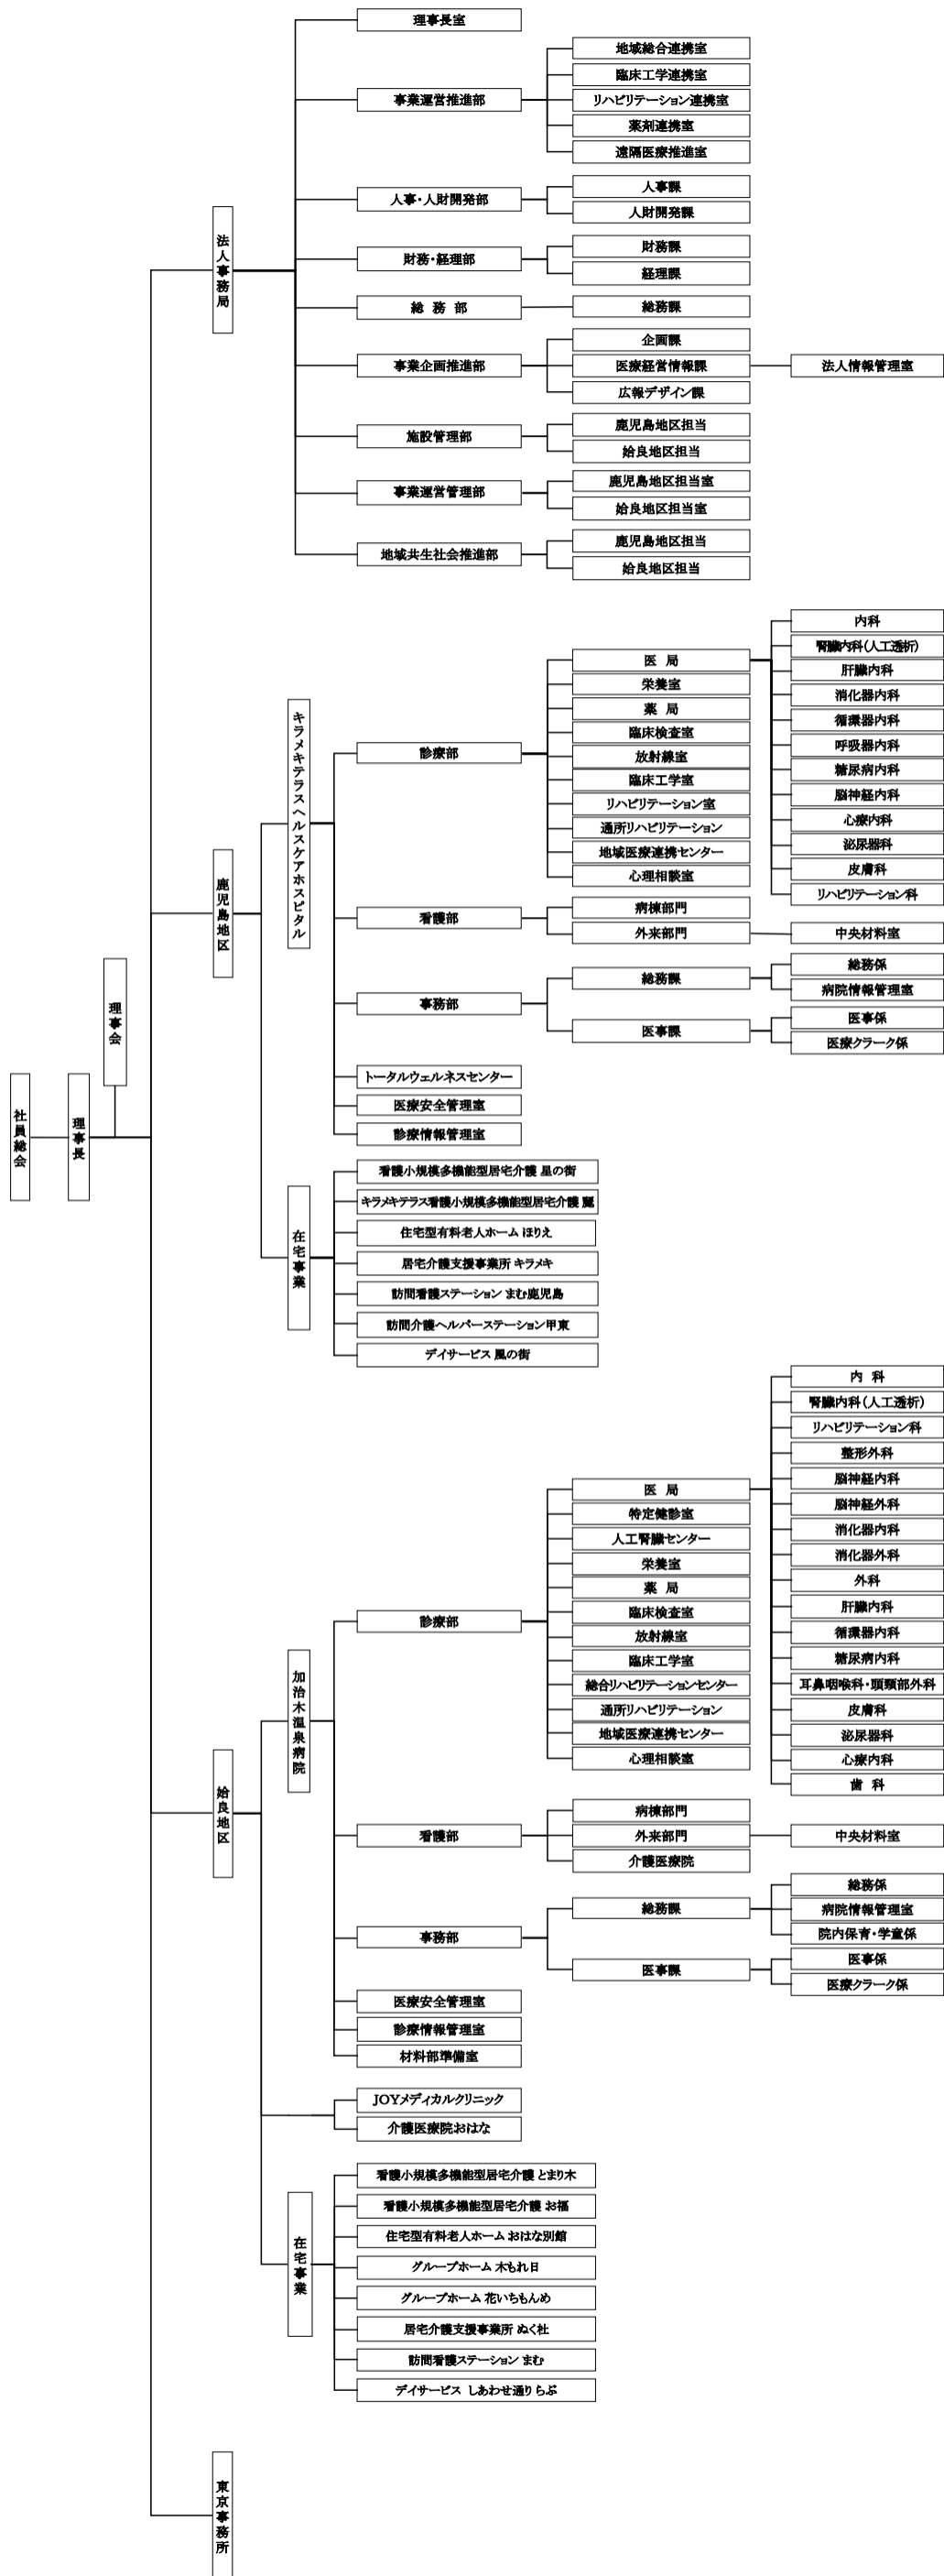 社員総会
理事長
理事会
法人事務局
理事長室
事業運営推進部
地域総合連携室
臨床工学連携室
リハビリテーション連携室
薬剤連携室
遠隔医療推進室
人事・人財開発部
人事課
人財開発課
財務・経理部
財務課
経理課
総 務 部
総務課
事業企画推進部
企画課
医療経営情報課
法人情報管理室
広報デザイン課
施設管理部
鹿児島地区担当
姶良地区担当
事業運営管理部
鹿児島地区担当室
姶良地区担当室
地域共生社会推進部
鹿児島地区担当
姶良地区担当
鹿児島地区
キラメキテラスヘルスケアホスピタル
診療部
医 局
内科
腎臓内科(人工透析)
肝臓内科
消化器内科
循環器内科
呼吸器内科
糖尿病内科
脳神経内科
心療内科
泌尿器科
皮膚科
リハビリテーション科
栄養室
薬 局
臨床検査室
放射線室
臨床工学室
リハビリテーション室
通所リハビリテーション
地域医療連携センター
心理相談室
看護部
病棟部門
外来部門
中央材料室
事務部
総務課
総務係
病院情報管理室
医事課
医事係
医療クラーク係
トータルウェルネスセンター
医療安全管理室
診療情報管理室
在宅事業
看護小規模多機能型居宅介護 星の街
キラメキテラス看護小規模多機能型居宅介護 麗
住宅型有料老人ホーム ほりえ
居宅介護支援事業所 キラメキ
訪問看護ステーション まむ鹿児島
訪問介護ヘルパーステーション甲東
デイサービス 風の街
姶良地区
加治木温泉病院
診療部
医 局
内 科
腎臓内科(人工透析)
リハビリテーション科
整形外科
脳神経内科
脳神経外科
消化器内科
消化器外科
外科
肝臓内科
循環器内科
糖尿病内科
耳鼻咽喉科・頭頸部外科
皮膚科
泌尿器科
心療内科
歯 科
特定健診室
人工腎臓センター
栄養室
薬 局
臨床検査室
放射線室
臨床工学室
総合リハビリテーションセンター
通所リハビリテーション
地域医療連携センター
心理相談室
看護部
病棟部門
外来部門
中央材料室
介護医療院
事務部
総務課
総務係
病院情報管理室
院内保育・学童係
医事課
医事係
医療クラーク係
医療安全管理室
診療情報管理室
材料部準備室
JOYメディカルクリニック
介護医療院おはな
在宅事業
看護小規模多機能型居宅介護 とまり木
看護小規模多機能型居宅介護 お福
住宅型有料老人ホーム おはな別館
グループホーム 木もれ日
グループホーム 花いちもんめ
居宅介護支援事業所 ぬく杜
訪問看護ステーション まむ
デイサービス しあわせ通り らぶ
東京事務所